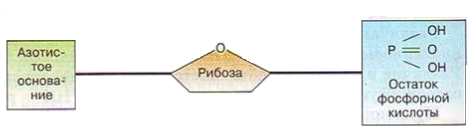 Азотис-
тое
основа-
ние
O
Рибоза
OH
P = O
OH
Остаток
фосфорной
кислоты